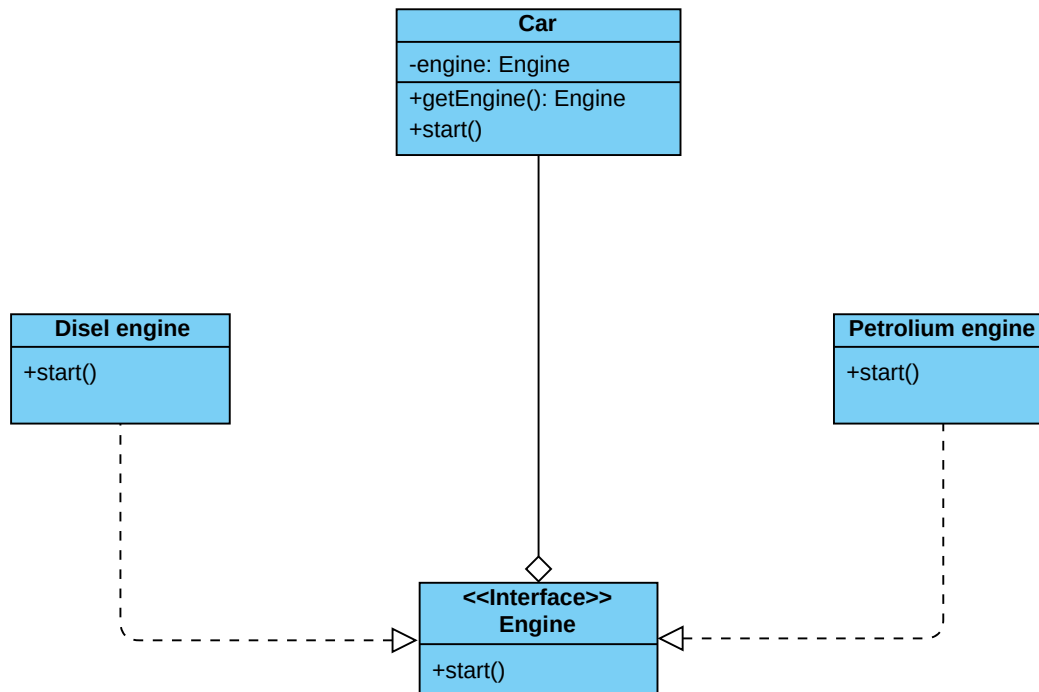 Car
-engine: Engine
+getEngine(): Engine
+start()
Disel engine
+start()
Petrolium engine
+start()
<<Interface>>
Engine
+start()